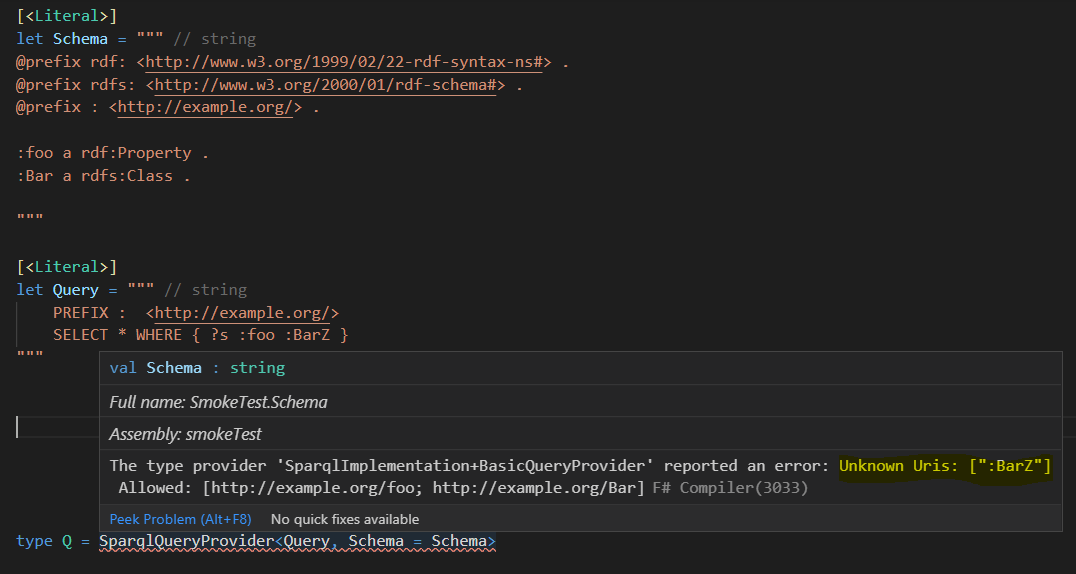 [<Literal>]
let Schema = """ // string
@prefix rdf: <http://www.w3.org/1999/02/22-rdf-syntax-ns#> .
@prefix rdfs: <http://www.w3.org/2000/01/rdf-schema#> .
@prefix : <http://example.org/> .
:foo a rdf:Property .
:Bar a rdfs:Class .
"""
[<Literal>]
let Query = """ // string
PREFIX :  <http://example.org/>
SELECT * WHERE { ?s :foo :BarZ }
"""
val Schema : string
Full name: SmokeTest.Schema
Assembly: smokeTest
The type provider 'SparqlImplementation+BasicQueryProvider' reported an error: Unknown Uris: [":BarZ"]
Allowed: [http://example.org/foo; http://example.org/Bar] F# Compiler(3033)
Peek Problem (Alt+F8) No quick fixes available
type Q = SparqlQueryProvider<Query, Schema = Schema>